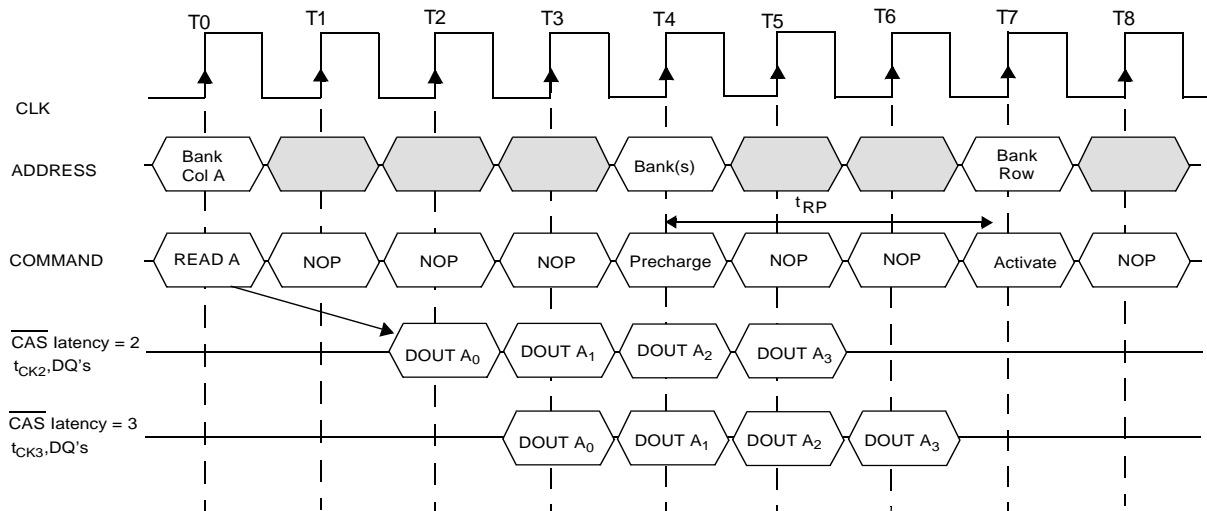 T0 T1 T2 T3 T4 T5 T6 T7 T8
CLK
ADDRESS
Bank
Col A
Bank(s)
Bank
Row
tRP
COMMAND
READ A NOP NOP NOP Precharge NOP NOP Activate NOP
CAS latency = 2
tCK2,DQ's
DOUT A0 DOUT A1 DOUT A2 DOUT A3
CAS latency = 3
tCK3,DQ's
DOUT A0 DOUT A1 DOUT A2 DOUT A3